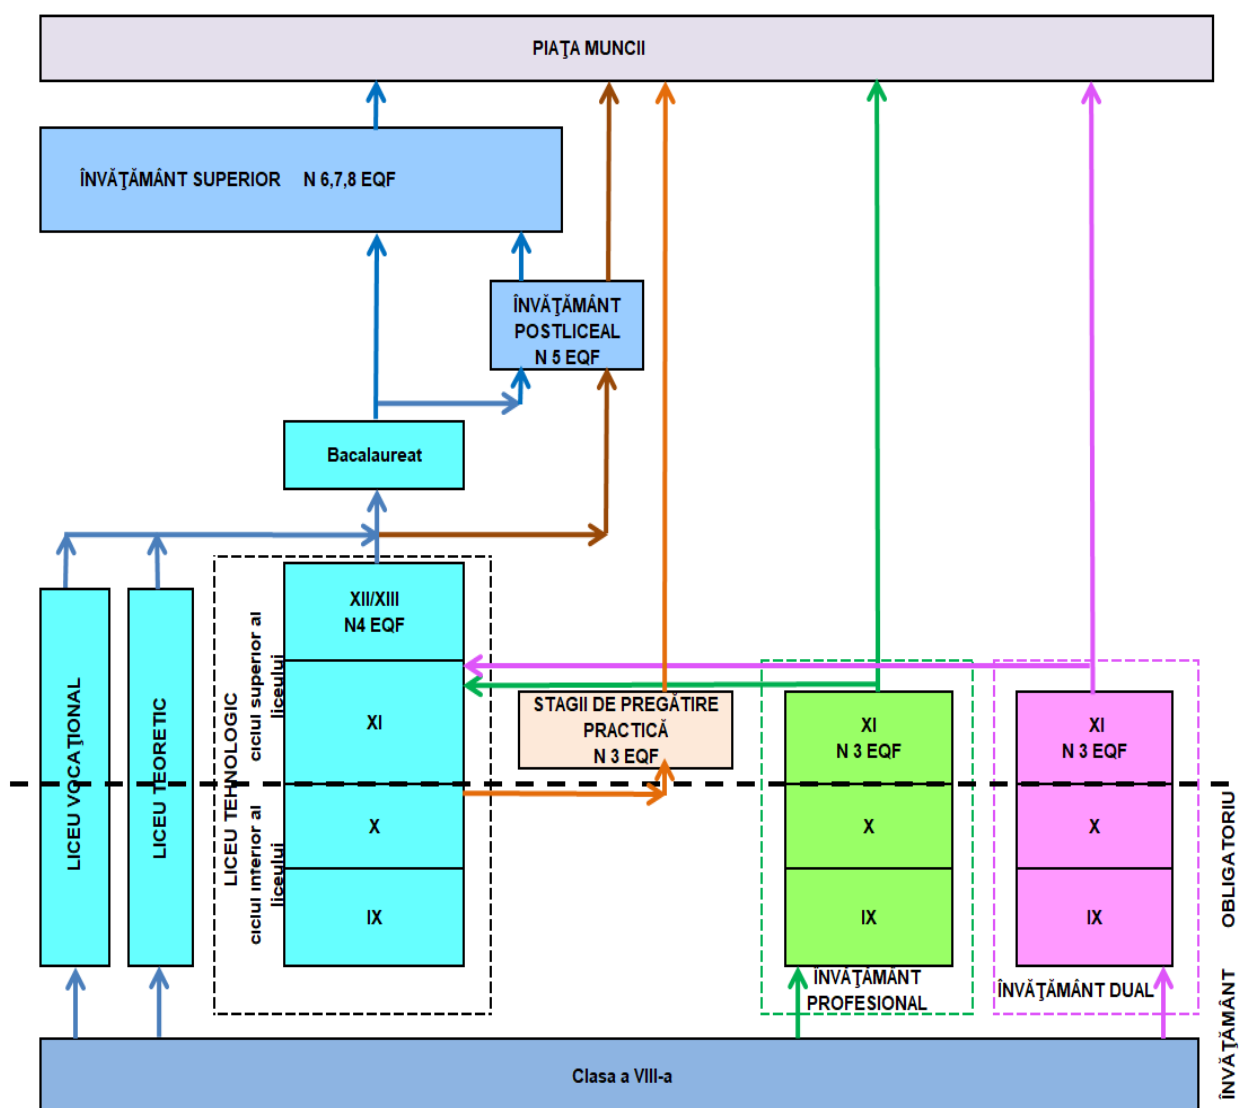 PIAŢA MUNCII
ÎNVĂŢĂMÂNT SUPERIOR N 6,7,8 EQF
ÎNVĂŢĂMÂNT
POSTLICEAL
N 5 EQF
Bacalaureat
LICEU VOCAŢIONAL
LICEU TEORETIC
LICEU TEHNOLOGIC
ciclul superior al
liceului
ciclul interior al
liceului
XII/XIII
N4 EQF
XI
X
IX
STAGII DE PREGĂTIRE
PRACTICĂ
N 3 EQF
XI
N 3 EQF
X
IX
ÎNVĂŢĂMÂNT
PROFESIONAL
XI
N 3 EQF
X
IX
ÎNVĂŢĂMÂNT DUAL
ÎNVĂŢĂMÂNT OBLIGATORIU
Clasa a VIII-a